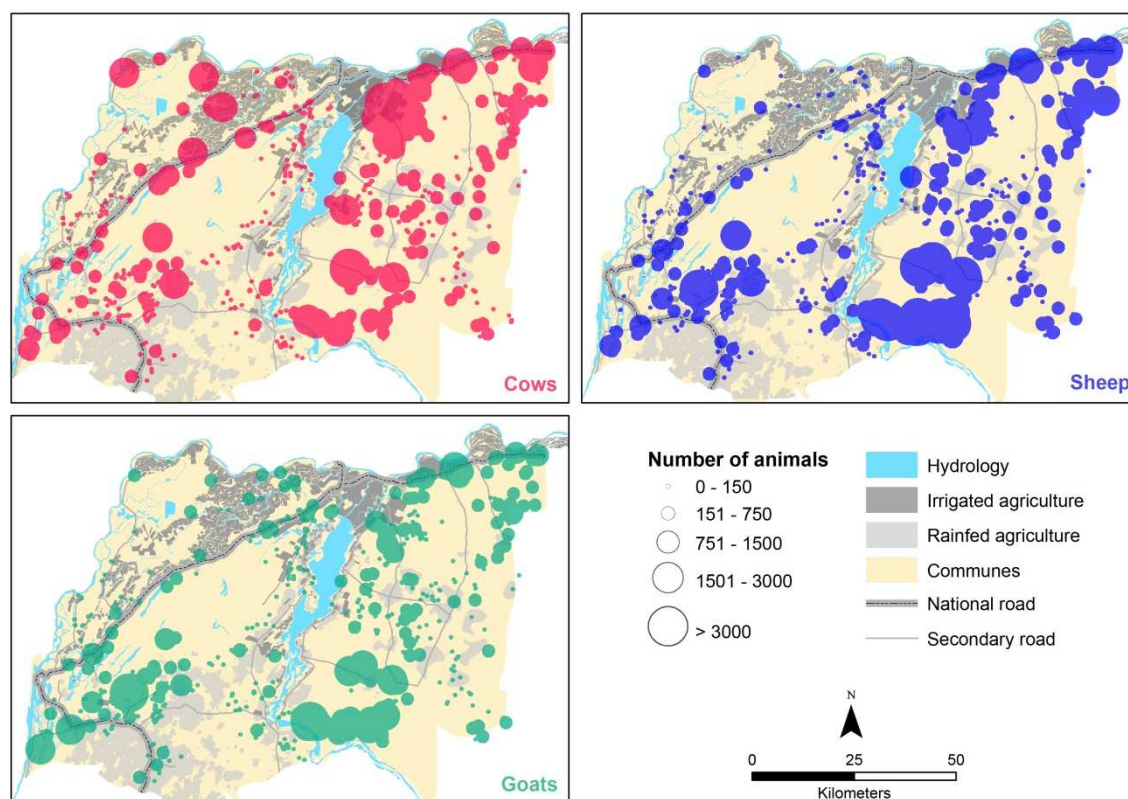 Cows
Sheep
Goats
Number of animals
0 - 150
151 - 750
751 - 1500
1501 - 3000
> 3000
Hydrology
Irrigated agriculture
Rainfed agriculture
Communes
National road
Secondary road
N
0 25 50
Kilometers